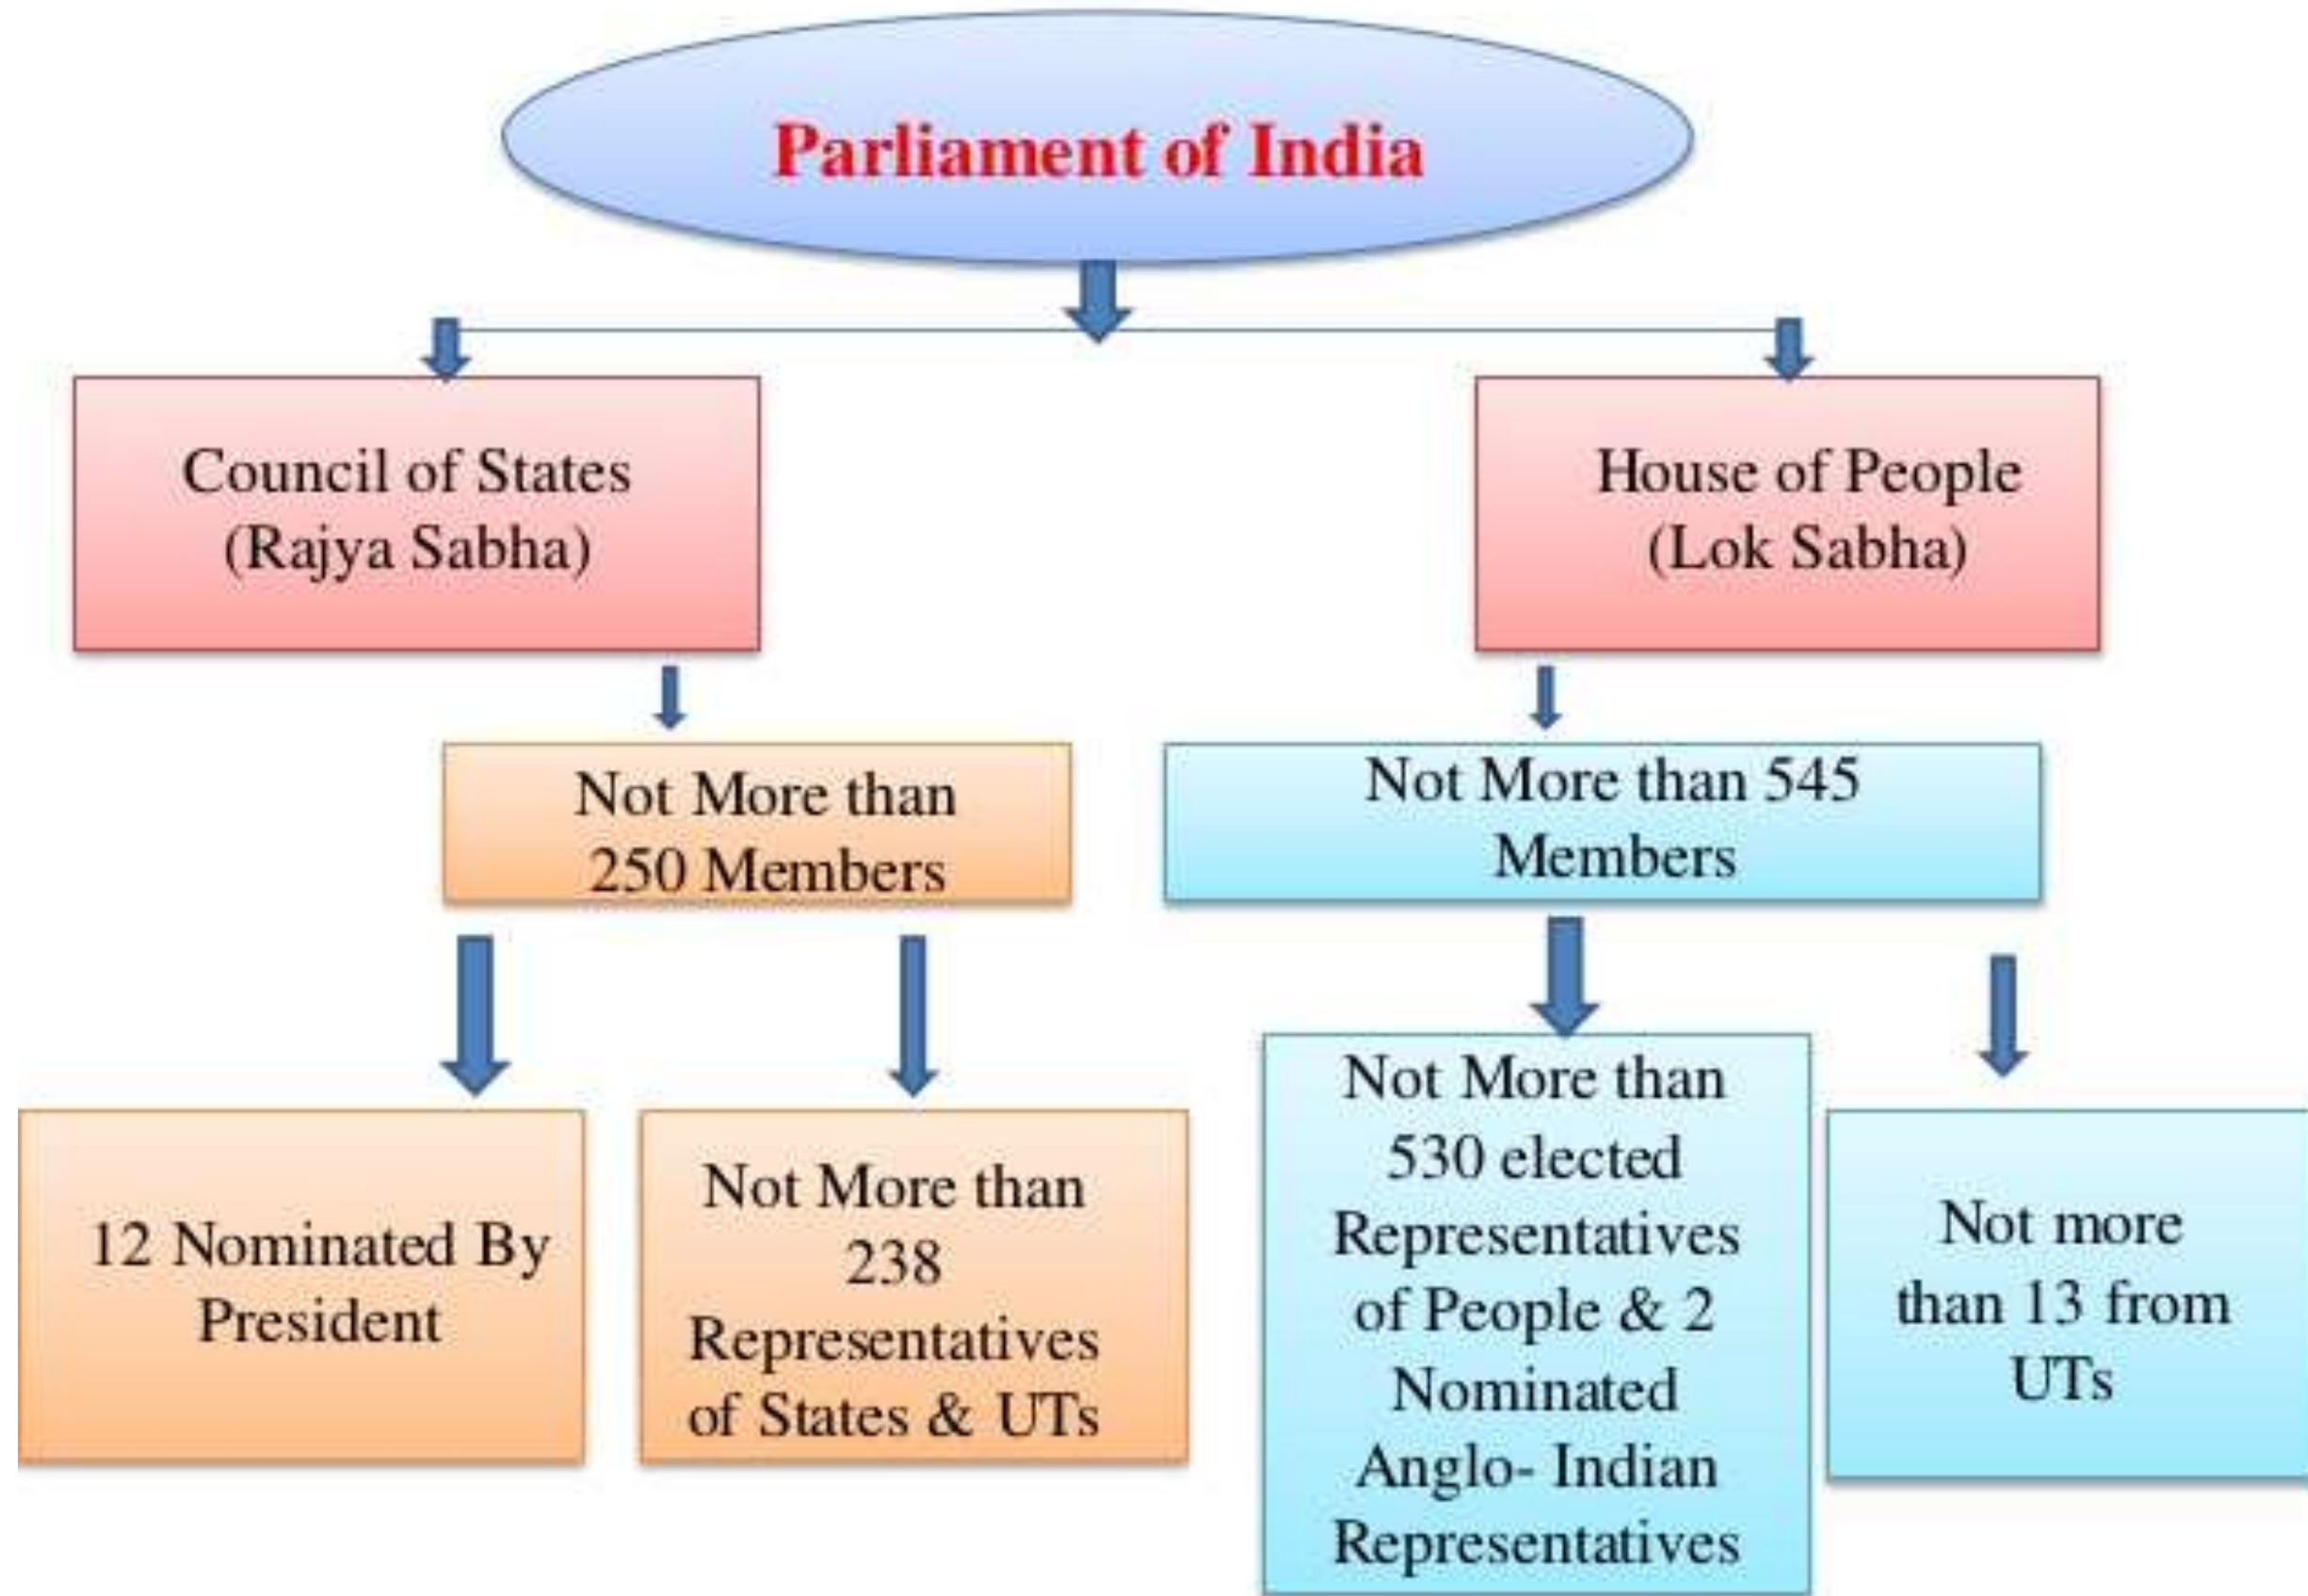 Parliament of India
Council of States
(Rajya Sabha)
House of People
(Lok Sabha)
Not More than
250 Members
Not More than 545
Members
12 Nominated By
President
Not More than
238
Representatives
of States & UTs
Not More than
530 elected
Representatives
of People & 2
Nominated
Anglo- Indian
Representatives
Not more
than 13 from
UTs